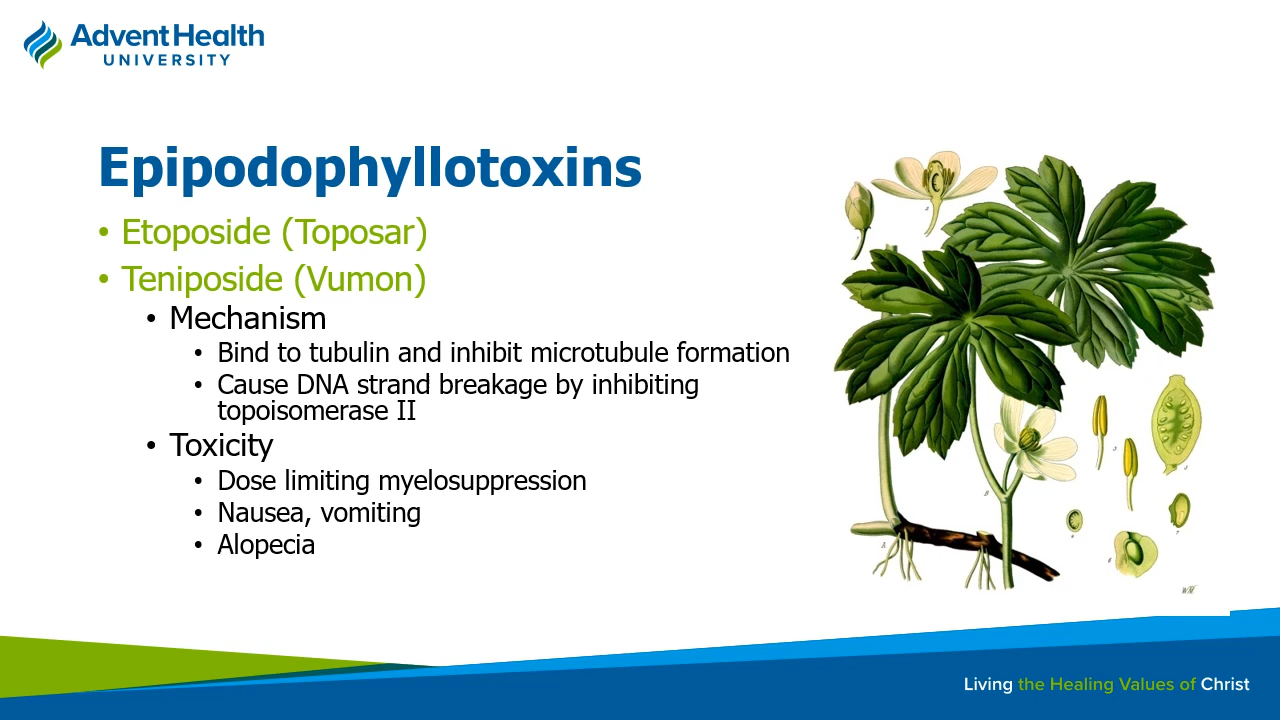 AdventHealth
UNIVERSITY
Epipodophyllotoxins
• Etoposide (Toposar)
• Teniposide (Vumon)
• Mechanism
• Bind to tubulin and inhibit microtubule formation
• Cause DNA strand breakage by inhibiting
topoisomerase II
• Toxicity
• Dose limiting myelosuppression
• Nausea, vomiting
• Alopecia
Living the Healing Values of Christ